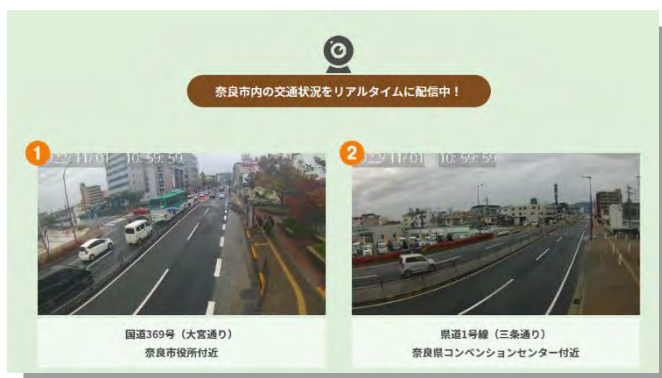 奈良市内の交通状況をリアルタイムに配信中！
1
10:59:59
2
10:59:59
国道369号（大宮通り）
奈良市役所付近
県道1号線（三条通り）
奈良県コンベンションセンター付近